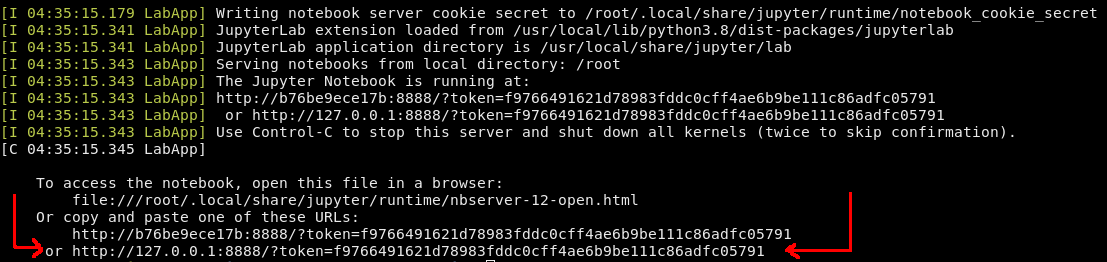 [I 04:35:15.179 LabApp] Writing notebook server cookie secret to /root/.local/share/jupyter/runtime/notebook_cookie_secret
[I 04:35:15.341 LabApp] JupyterLab extension loaded from /usr/local/lib/python3.8/dist-packages/jupyterlab
[I 04:35:15.341 LabApp] JupyterLab application directory is /usr/local/share/jupyter/lab
[I 04:35:15.343 LabApp] Serving notebooks from local directory: /root
[I 04:35:15.343 LabApp] The Jupyter Notebook is running at:
[I 04:35:15.343 LabApp] http://b76be9ece17b:8888/?token=f9766491621d78983fddc0cff4ae6b9be111c86adfc05791
[I 04:35:15.343 LabApp]  or http://127.0.0.1:8888/?token=f9766491621d78983fddc0cff4ae6b9be111c86adfc05791
[I 04:35:15.343 LabApp] Use Control-C to stop this server and shut down all kernels (twice to skip confirmation).
[C 04:35:15.345 LabApp]
To access the notebook, open this file in a browser:
file:///root/.local/share/jupyter/runtime/nbserver-12-open.html
Or copy and paste one of these URLs:
http://b76be9ece17b:8888/?token=f9766491621d78983fddc0cff4ae6b9be111c86adfc05791
or http://127.0.0.1:8888/?token=f9766491621d78983fddc0cff4ae6b9be111c86adfc05791